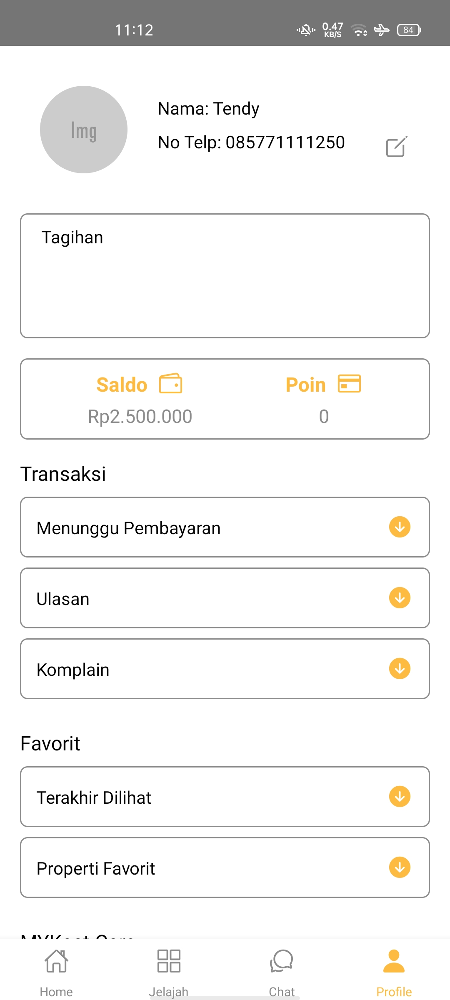 11:12
0.47
KB/S
84
Img
Nama: Tendy
No Telp: 085771111250
Tagihan
Saldo
Poin
Rp2.500.000
0
Transaksi
Menunggu Pembayaran
Ulasan
Komplain
Favorit
Terakhir Dilihat
Properti Favorit
Home
Jelajah
Chat
Profile